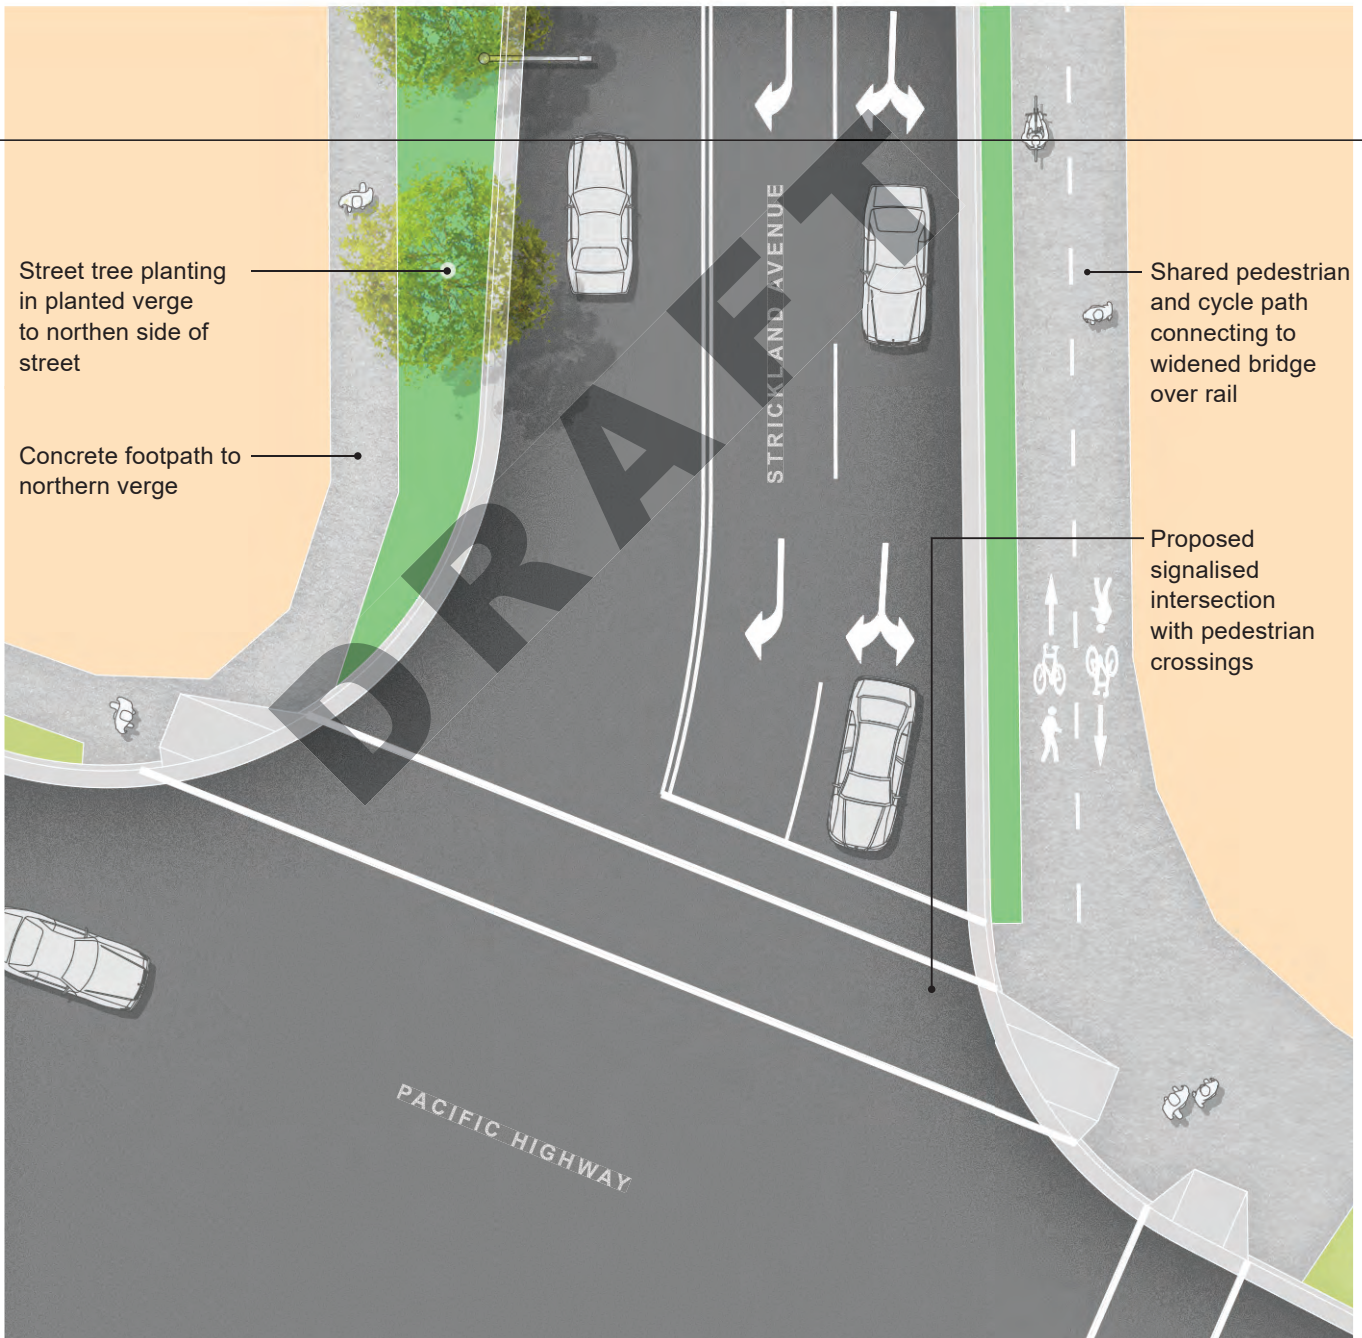 Street tree planting
in planted verge
to northen side of
street
Concrete footpath to
northern verge
STRICKLAND AVENUE
DRAFT
Shared pedestrian
and cycle path
connecting to
widened bridge
over rail
Proposed
signalised
intersection
with pedestrian
crossings
PACIFIC HIGHWAY